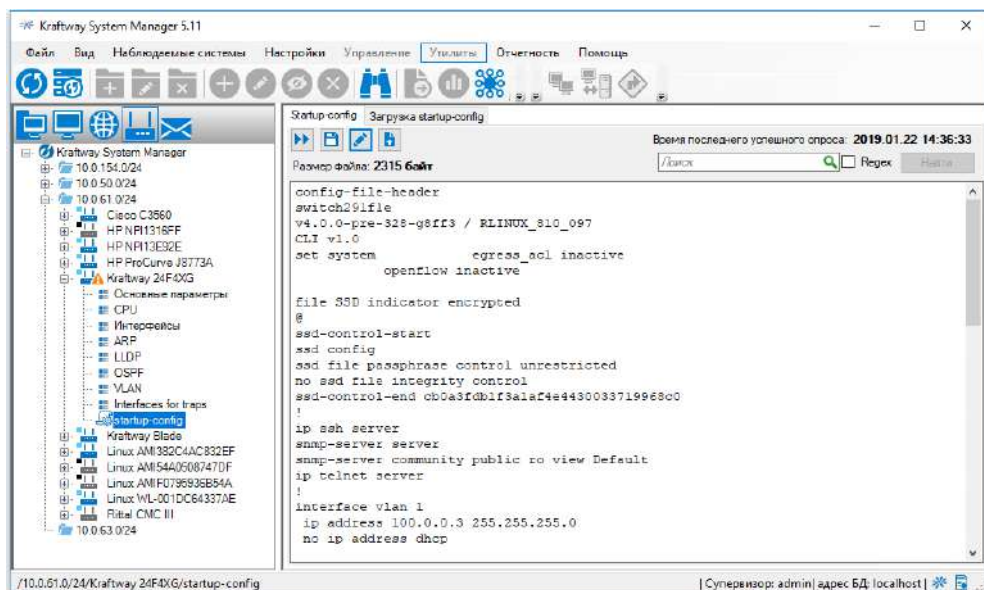 Kraftway System Manager 5.11
Файл Вид Наблюдаемые системы Настройки Управление Утилиты Отчетность Помощь
Startup-config Загрузка startup-config
Время последнего успешного опроса: 2019.01.22 14:36:33
Размер файла: 2315 байт
Поиск Regex Найти
Kraftway System Manager
10.0.154.0/24
10.0.50.0/24
10.0.61.0/24
Cisco C3560
HP NPI1316FF
HP NPI13E92E
HP ProCurve J8773A
Kraftway 24F4XG
Основные параметры
CPU
Интерфейсы
ARP
LLDP
OSPF
VLAN
Interfaces for traps
startup-config
Kraftway Blade
Linux AMI382C4AC832EF
Linux AMI54A0508747DF
Linux AMIF0795936B54A
Linux WL-001DC64337AE
Rittal CMC III
10.0.63.0/24
config-file-header
switch291f1e
v4.0.0-pre-328-g8ff3 / RLINUX_810_097
CLI v1.0
set system egress_acl inactive
openflow inactive
file SSD indicator encrypted
@
ssd-control-start
ssd config
ssd file passphrase control unrestricted
no ssd file integrity control
ssd-control-end cb0a3fdb1f3a1af4e4430033719968c0
!
ip ssh server
snmp-server server
snmp-server community public ro view Default
ip telnet server
!
interface vlan 1
ip address 100.0.0.3 255.255.255.0
no ip address dhcp
/10.0.61.0/24/Kraftway 24F4XG/startup-config
| Супервизор: admin| адрес БД: localhost |